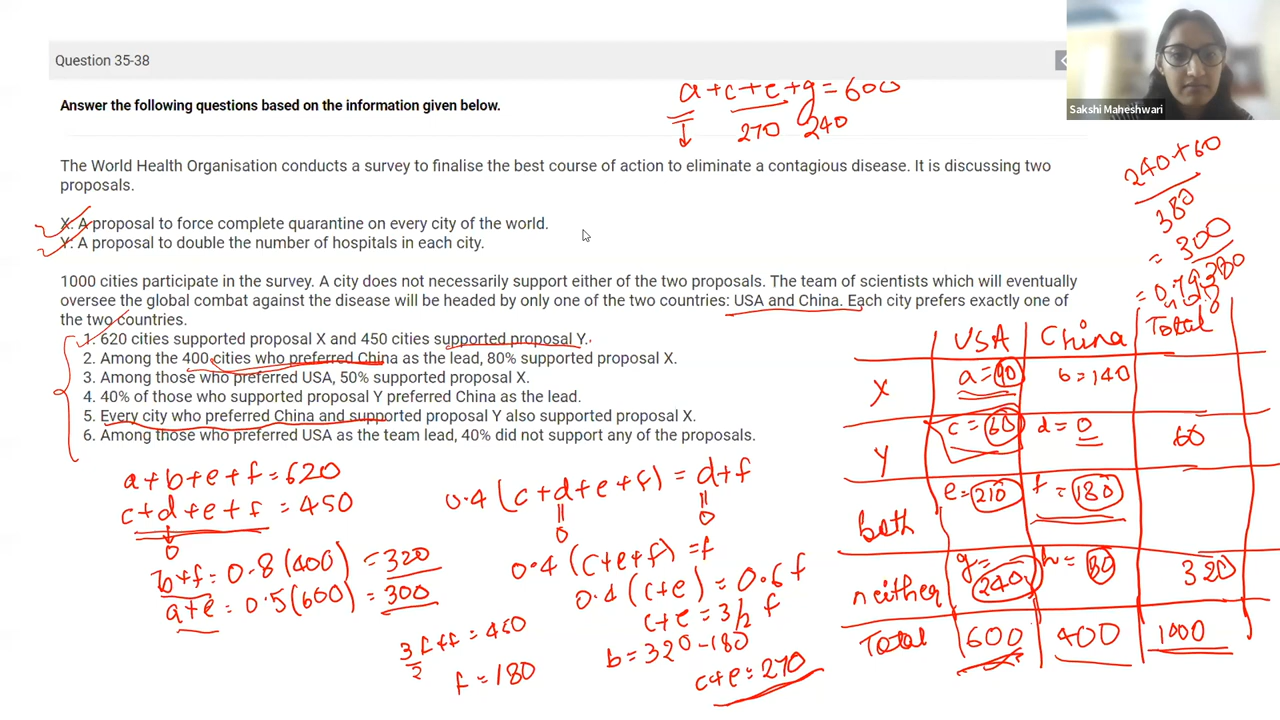 Question 35-38
Sakshi Maheshwari
Answer the following questions based on the information given below.
a+c+e+g=600
270 240
The World Health Organisation conducts a survey to finalise the best course of action to eliminate a contagious disease. It is discussing two
proposals.
X. A proposal to force complete quarantine on every city of the world.
Y. A proposal to double the number of hospitals in each city.
1000 cities participate in the survey. A city does not necessarily support either of the two proposals. The team of scientists which will eventually
oversee the global combat against the disease will be headed by only one of the two countries: USA and China. Each city prefers exactly one of
the two countries.
1. 620 cities supported proposal X and 450 cities supported proposal Y.
2. Among the 400 cities who preferred China as the lead, 80% supported proposal X.
3. Among those who preferred USA, 50% supported proposal X.
4. 40% of those who supported proposal Y preferred China as the lead.
5. Every city who preferred China and supported proposal Y also supported proposal X.
6. Among those who preferred USA as the team lead, 40% did not support any of the proposals.
240+60
380
= 300
380
= 0.79
USA China Total
X a=90 b=140
Y c=60 d=0 60
both e=210 f=180
neither g=240 h=80 320
Total 600 400 1000
a+b+e+f=620
c+d+e+f=450
0
b+f=0.8(400)=320
a+e=0.5(600)=300
3/2 f+f=450
f=180
0.4(c+d+e+f)=d+f
0 0
0.4(c+e+f)=f
0.4(c+e)=0.6f
c+e=3/2 f
b=320-180
c+e=270